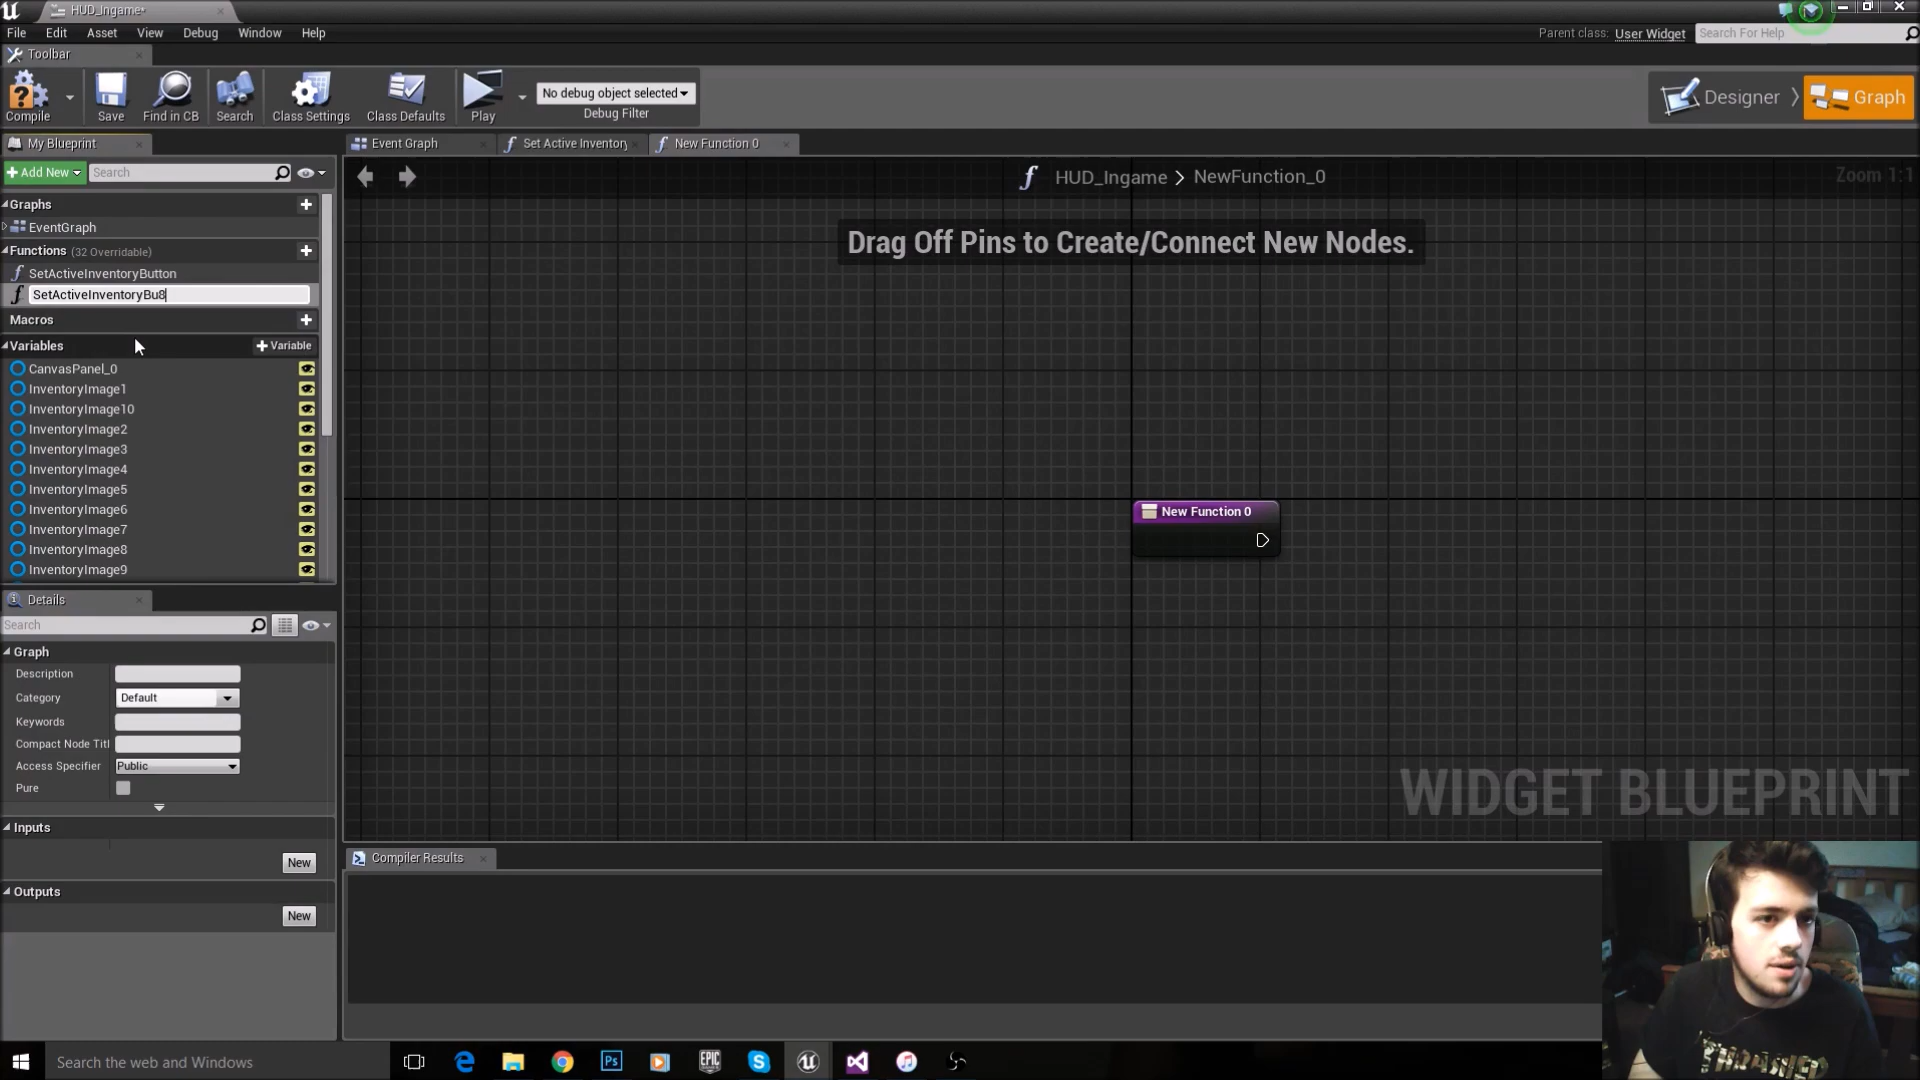 HUD_Ingame*
File Edit Asset View Debug Window Help
Parent class: User Widget Search For Help
Toolbar
Compile Save Find in CB Search Class Settings Class Defaults Play No debug object selected Debug Filter
Designer Graph
My Blueprint
Event Graph Set Active Inventory New Function 0
+ Add New Search
HUD_Ingame > NewFunction_0
Zoom 1:1
Graphs
EventGraph
Functions (32 Overridable)
SetActiveInventoryButton
SetActiveInventoryBu8
Macros
Variables + Variable
CanvasPanel_0
InventoryImage1
InventoryImage10
InventoryImage2
InventoryImage3
InventoryImage4
InventoryImage5
InventoryImage6
InventoryImage7
InventoryImage8
InventoryImage9
Drag Off Pins to Create/Connect New Nodes.
New Function 0
WIDGET BLUEPRINT
Details
Search
Graph
Description
Category Default
Keywords
Compact Node Titl
Access Specifier Public
Pure
Inputs
New
Outputs
New
Compiler Results
THRASHER
Search the web and Windows
Ps
EPIC GAMES